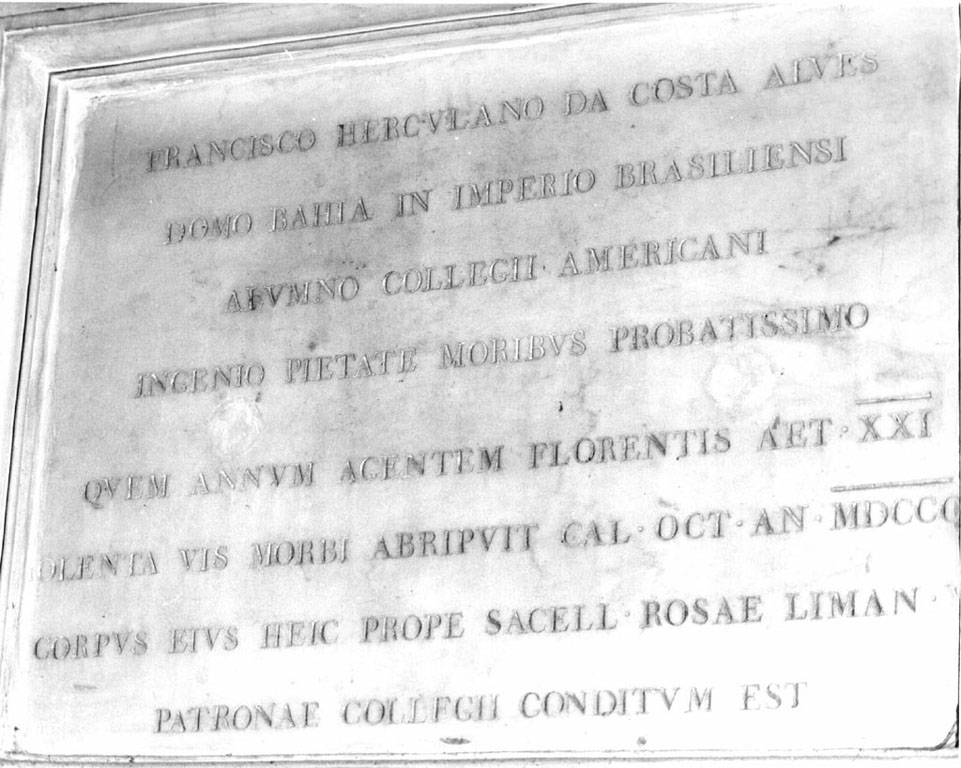 FRANCISCO HERCVLANO DA COSTA ALVES
DOMO BAHIA IN IMPERIO BRASILIENSI
ALVMNO COLLEGII · AMERICANI
INGENIO PIETATE MORIBVS PROBATISSIMO
QVEM ANNVM AGENTEM FLORENTIS AET · XXI
OLENTA VIS MORBI ABRIPVIT CAL · OCT · AN · MDCCC
CORPVS EIVS HEIC PROPE SACELL · ROSAE LIMAN ·
PATRONAE COLLEGII CONDITVM EST